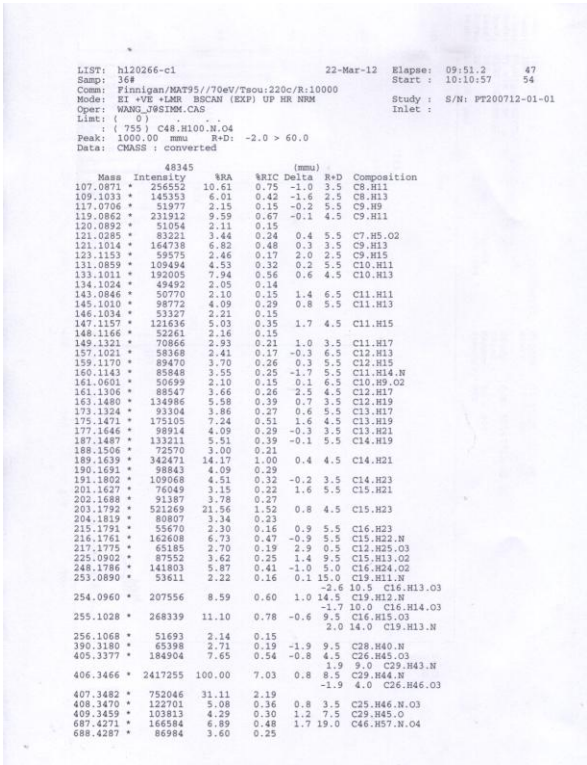 LIST: h120266-c1 22-Mar-12 Elapse: 09:51.2 47
Samp: 36# Start : 10:10:57 54
Comm: Finnigan/MAT95//70eV/Tsou:220c/R:10000
Mode: EI +VE +LMR BSCAN (EXP) UP HR NRM Study : S/N: PT200712-01-01
Oper: WANG_J@SIMM.CAS Inlet :
Limt: ( 0) . . .
: ( 755) C48.H100.N.O4
Peak: 1000.00 mmu R+D: -2.0 > 60.0
Data: CMASS : converted
48345 (mmu)
Mass Intensity %RA %RIC Delta R+D Composition
107.0871 * 256552 10.61 0.75 -1.0 3.5 C8.H11
109.1033 * 145353 6.01 0.42 -1.6 2.5 C8.H13
117.0706 * 51977 2.15 0.15 -0.2 5.5 C9.H9
119.0862 * 231912 9.59 0.67 -0.1 4.5 C9.H11
120.0892 * 51054 2.11 0.15
121.0285 * 83221 3.44 0.24 0.4 5.5 C7.H5.O2
121.1014 * 164738 6.82 0.48 0.3 3.5 C9.H13
123.1153 * 59575 2.46 0.17 2.0 2.5 C9.H15
131.0859 * 109494 4.53 0.32 0.2 5.5 C10.H11
133.1011 * 192005 7.94 0.56 0.6 4.5 C10.H13
134.1024 * 49492 2.05 0.14
143.0846 * 50770 2.10 0.15 1.4 6.5 C11.H11
145.1010 * 98772 4.09 0.29 0.8 5.5 C11.H13
146.1034 * 53327 2.21 0.15
147.1157 * 121636 5.03 0.35 1.7 4.5 C11.H15
148.1166 * 52261 2.16 0.15
149.1321 * 70866 2.93 0.21 1.0 3.5 C11.H17
157.1021 * 58368 2.41 0.17 -0.3 6.5 C12.H13
159.1170 * 89470 3.70 0.26 0.3 5.5 C12.H15
160.1143 * 85848 3.55 0.25 -1.7 5.5 C11.H14.N
161.0601 * 50699 2.10 0.15 0.1 6.5 C10.H9.O2
161.1306 * 88547 3.66 0.26 2.5 4.5 C12.H17
163.1480 * 134986 5.58 0.39 0.7 3.5 C12.H19
173.1324 * 93304 3.86 0.27 0.6 5.5 C13.H17
175.1471 * 175105 7.24 0.51 1.6 4.5 C13.H19
177.1646 * 98914 4.09 0.29 -0.3 3.5 C13.H21
187.1487 * 133211 5.51 0.39 -0.1 5.5 C14.H19
188.1506 * 72570 3.00 0.21
189.1639 * 342471 14.17 1.00 0.4 4.5 C14.H21
190.1691 * 98843 4.09 0.29
191.1802 * 109068 4.51 0.32 -0.2 3.5 C14.H23
201.1627 * 76049 3.15 0.22 1.6 5.5 C15.H21
202.1688 * 91387 3.78 0.27
203.1792 * 521269 21.56 1.52 0.8 4.5 C15.H23
204.1819 * 80807 3.34 0.23
215.1791 * 55670 2.30 0.16 0.9 5.5 C16.H23
216.1761 * 162608 6.73 0.47 -0.9 5.5 C15.H22.N
217.1775 * 65185 2.70 0.19 2.9 0.5 C12.H25.O3
225.0902 * 87552 3.62 0.25 1.4 9.5 C15.H13.O2
248.1786 * 141803 5.87 0.41 -1.0 5.0 C16.H24.O2
253.0890 * 53611 2.22 0.16 0.1 15.0 C19.H11.N
-2.6 10.5 C16.H13.O3
254.0960 * 207556 8.59 0.60 1.0 14.5 C19.H12.N
-1.7 10.0 C16.H14.O3
255.1028 * 268339 11.10 0.78 -0.6 9.5 C16.H15.O3
2.0 14.0 C19.H13.N
256.1068 * 51693 2.14 0.15
390.3180 * 65398 2.71 0.19 -1.9 9.5 C28.H40.N
405.3377 * 184904 7.65 0.54 -0.8 4.5 C26.H45.O3
1.9 9.0 C29.H43.N
406.3466 * 2417255 100.00 7.03 0.8 8.5 C29.H44.N
-1.9 4.0 C26.H46.O3
407.3482 * 752046 31.11 2.19
408.3470 * 122701 5.08 0.36 0.8 3.5 C25.H46.N.O3
409.3459 * 103813 4.29 0.30 1.2 7.5 C29.H45.O
687.4271 * 166584 6.89 0.48 1.7 19.0 C46.H57.N.O4
688.4287 * 86984 3.60 0.25